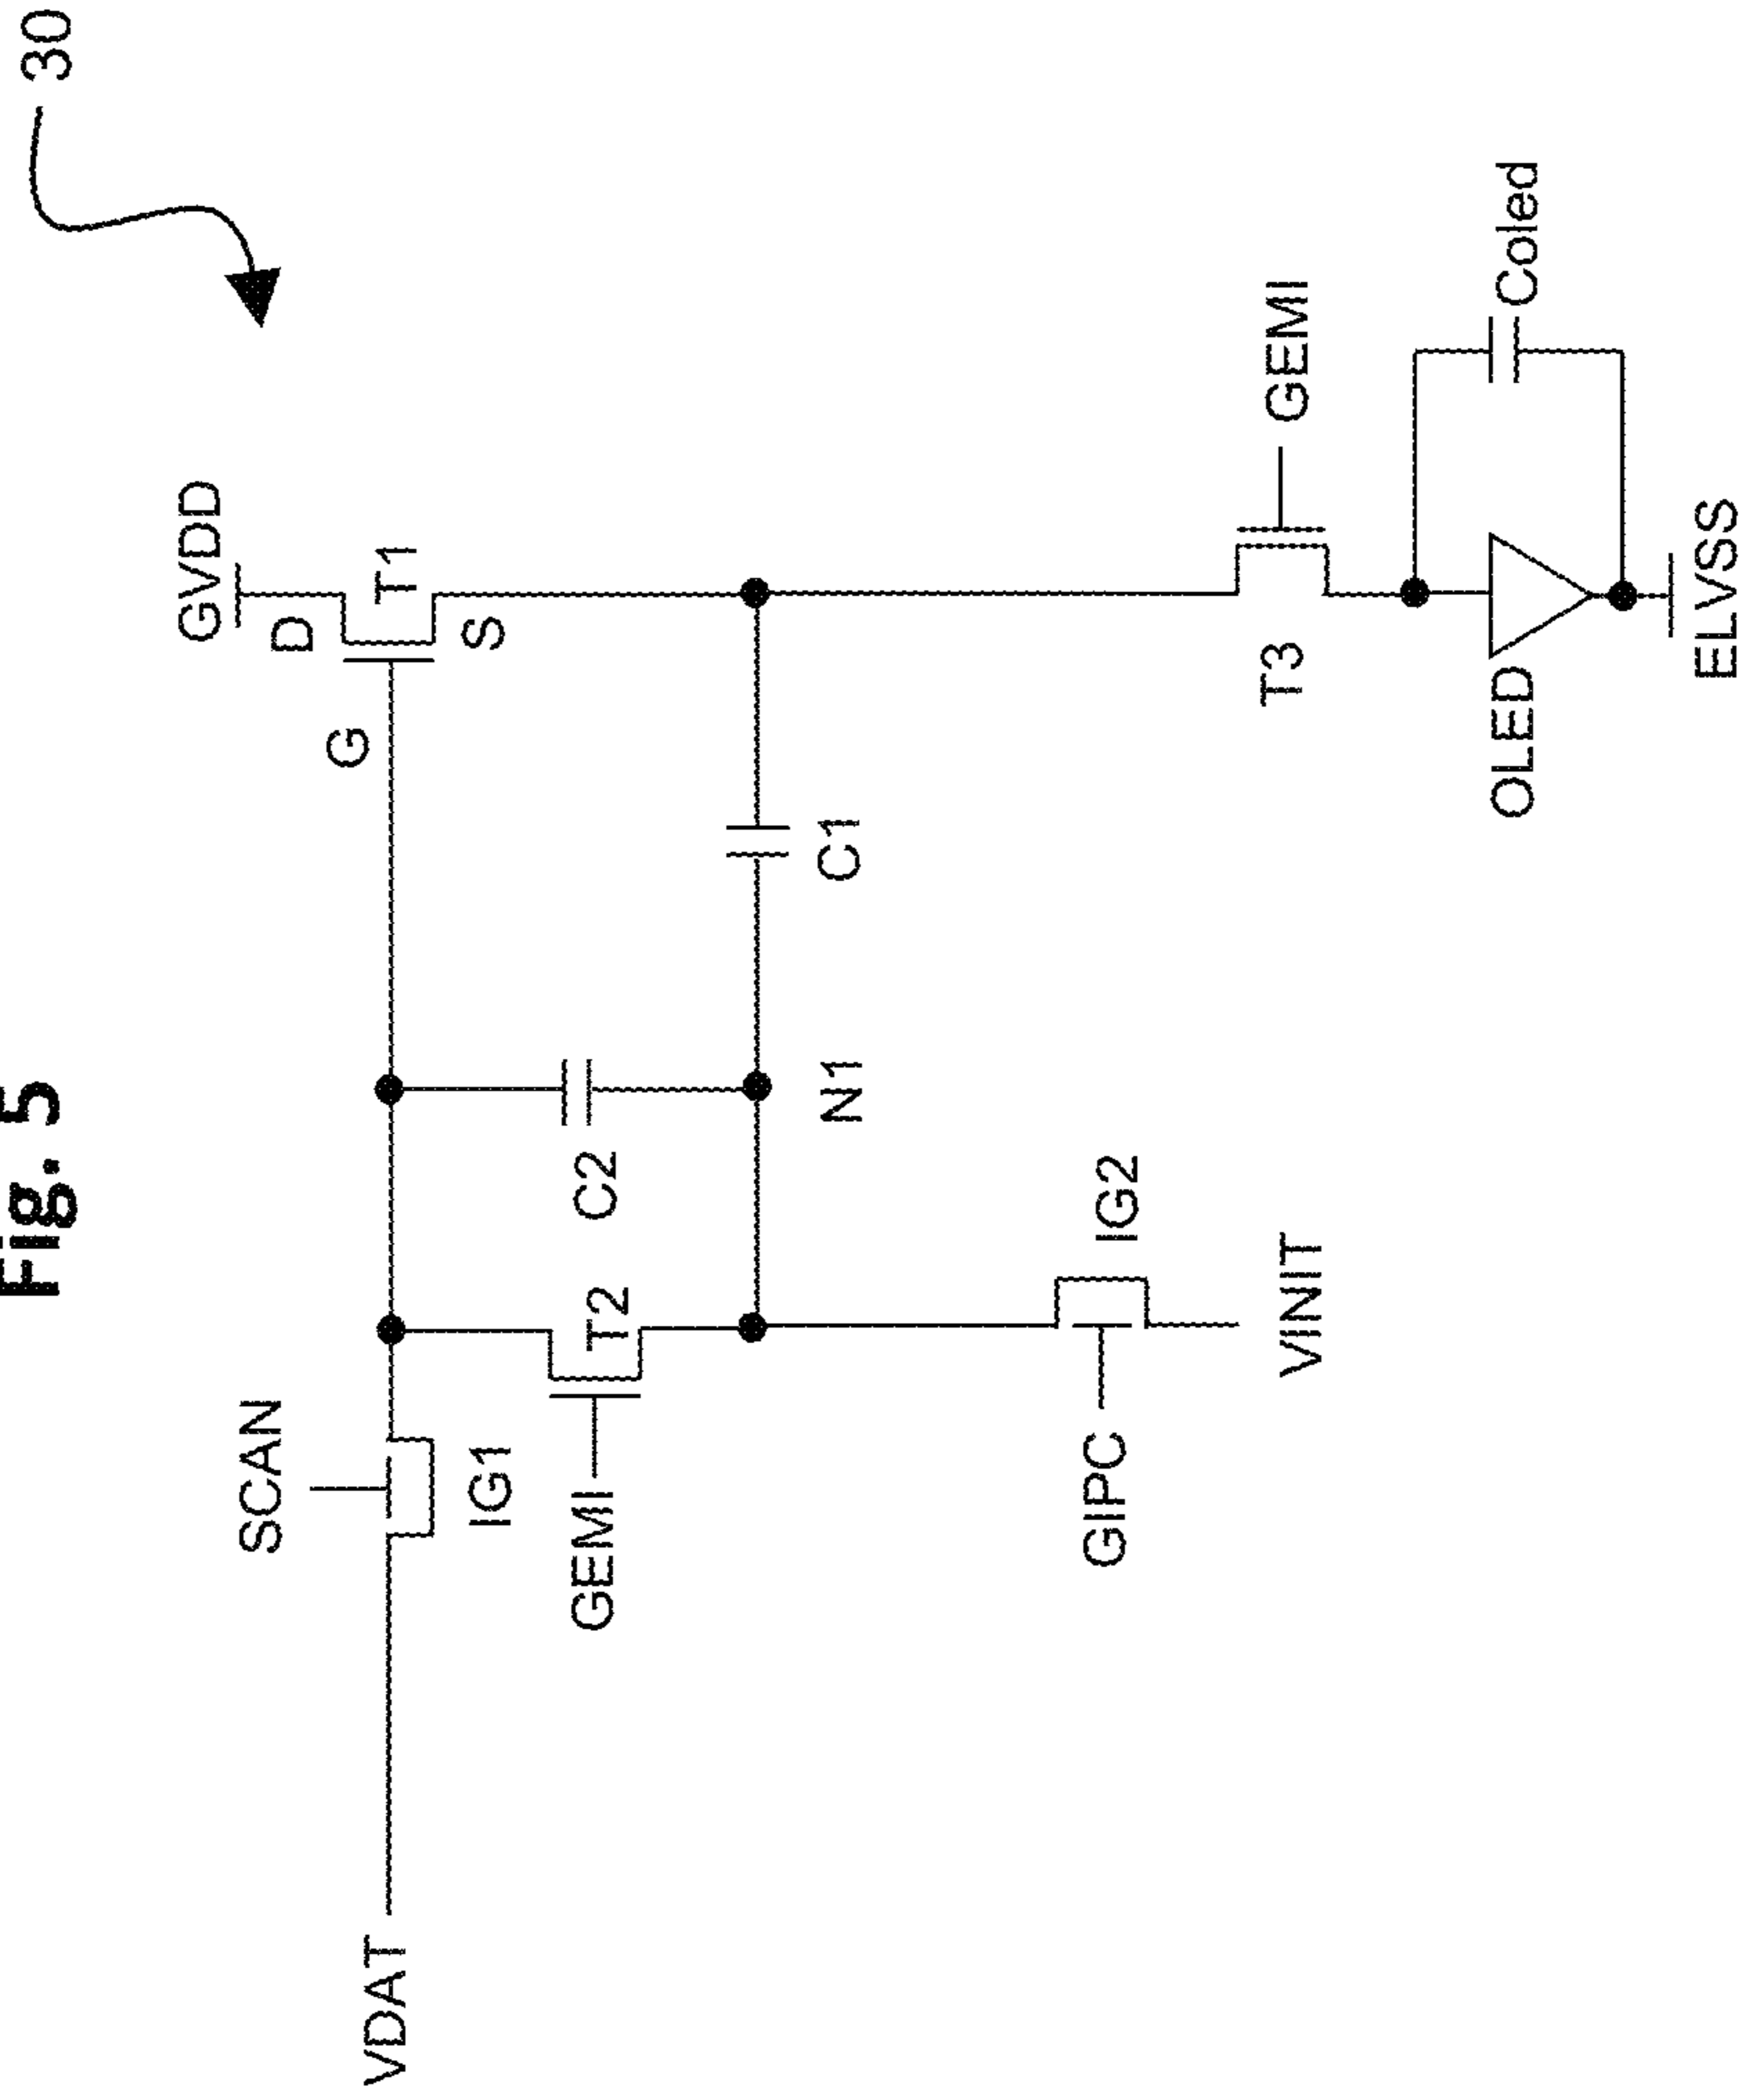 Fig. 5
30
GVDD
D
T1
S
G
SCAN
VDAT
IG1
T2
GEMI
C2
N1
C1
GIPC
IG2
VINIT
T3
GEMI
Coled
OLED
ELVSS